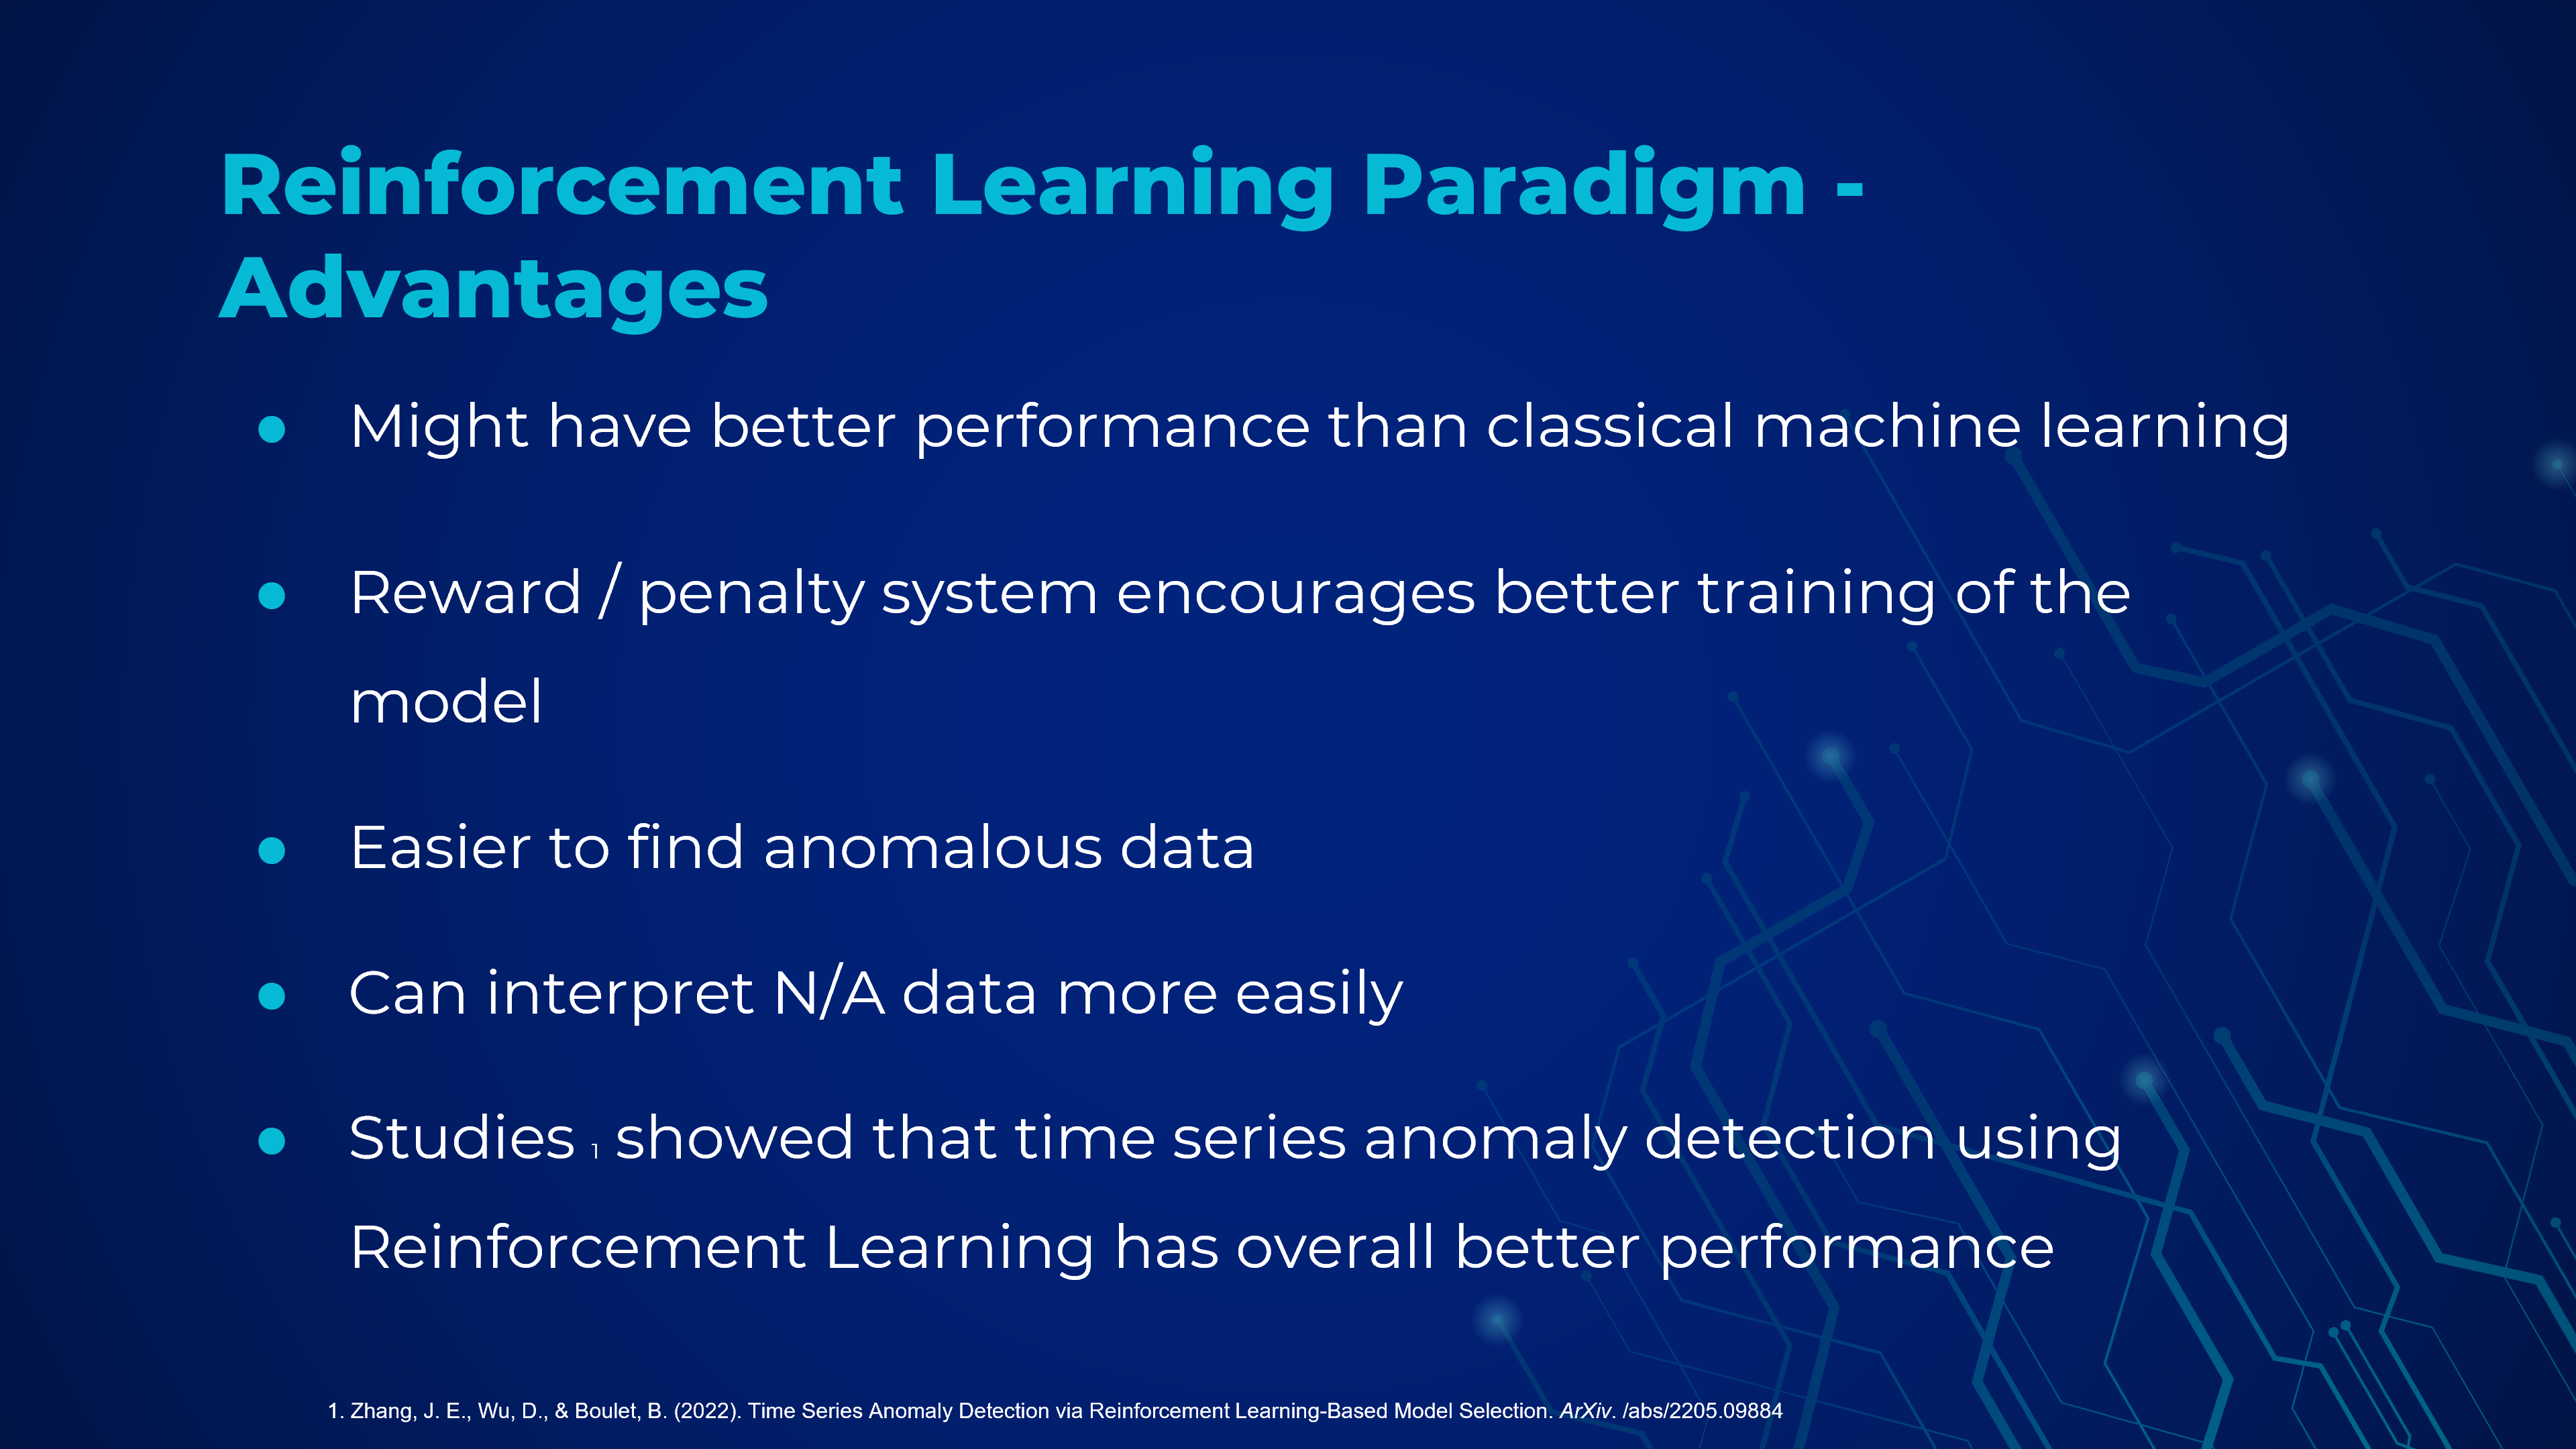 Reinforcement Learning Paradigm -
Advantages
● Might have better performance than classical machine learning
● Reward / penalty system encourages better training of the
model
● Easier to find anomalous data
● Can interpret N/A data more easily
● Studies 1 showed that time series anomaly detection using
Reinforcement Learning has overall better performance
1. Zhang, J. E., Wu, D., & Boulet, B. (2022). Time Series Anomaly Detection via Reinforcement Learning-Based Model Selection. ArXiv. /abs/2205.09884